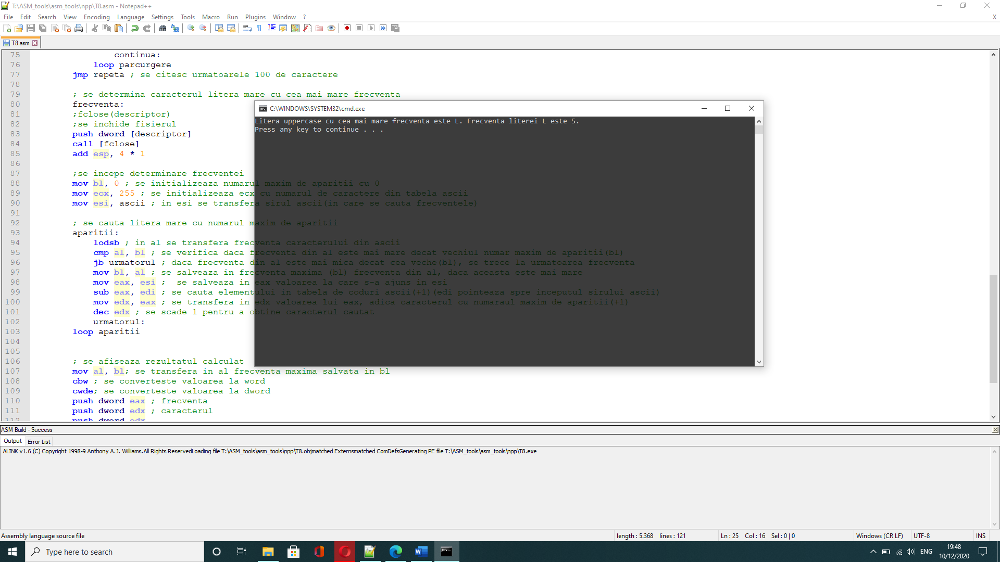 T:\ASM_tools\asm_tools\npp\T8.asm - Notepad++
File Edit Search View Encoding Language Settings Tools Macro Run Plugins Window ? X
T8.asm
75 continua:
76 loop parcurgere
77 jmp repeta ; se citesc urmatoarele 100 de caractere
78
79 ; se determina caracterul litera mare cu cea mai mare frecventa
80 frecventa:
81 ;fclose(descriptor)
82 ;se inchide fisierul
83 push dword [descriptor]
84 call [fclose]
85 add esp, 4 * 1
86
87 ;se incepe determinare frecventei
88 mov bl, 0 ; se initializeaza numarul maxim de aparitii cu 0
89 mov ecx, 255 ; se initializeaza ecx cu numarul de caractere din tabela ascii
90 mov esi, ascii ; in esi se transfera sirul ascii(in care se cauta frecventele)
91
92 ; se cauta litera mare cu numarul maxim de aparitii
93 aparitii:
94 lodsb ; in al se transfera frecventa caracterului din ascii
95 cmp al, bl ; se verifica daca frecventa din al este mai mare decat vechiul numar maxim de aparitii(bl)
96 jb urmatorul ; daca frecventa din al este mai mica decat cea veche(bl), se trece la urmatoarea frecventa
97 mov bl, al ; se salveaza in frecventa maxima (bl) frecventa din al, daca aceasta este mai mare
98 mov eax, esi ;  se salveaza in eax valoarea la care s-a ajuns in esi
99 sub eax, edi ; se cauta elementului in tabela de coduri ascii(+1)(edi pointeaza spre inceputul sirului ascii)
100 mov edx, eax ; se transfera in edx valoarea lui eax, adica caracterul cu numaraul maxim de aparitii(+1)
101 dec edx ; se scade 1 pentru a obtine caracterul cautat
102 urmatorul:
103 loop aparitii
104
105
106 ; se afiseaza rezultatul calculat
107 mov al, bl; se transfera in al frecventa maxima salvata in bl
108 cbw ; se converteste valoarea la word
109 cwde; se converteste valoarea la dword
110 push dword eax ; frecventa
111 push dword edx ; caracterul
112 push dword edx
C:\WINDOWS\SYSTEM32\cmd.exe
Litera uppercase cu cea mai mare frecventa este L. Frecventa literei L este 5.
Press any key to continue . . .
ASM Build - Success
Output Error List
ALINK v1.6 (C) Copyright 1998-9 Anthony A.J. Williams.All Rights ReservedLoading file T:\ASM_tools\asm_tools\npp\T8.objmatched Externsmatched ComDefsGenerating PE file T:\ASM_tools\asm_tools\npp\T8.exe
Assembly language source file length : 5.368 lines : 121 Ln : 25 Col : 16 Sel : 0 | 0 Windows (CR LF) UTF-8 INS
Type here to search
ENG
19:48
10/12/2020